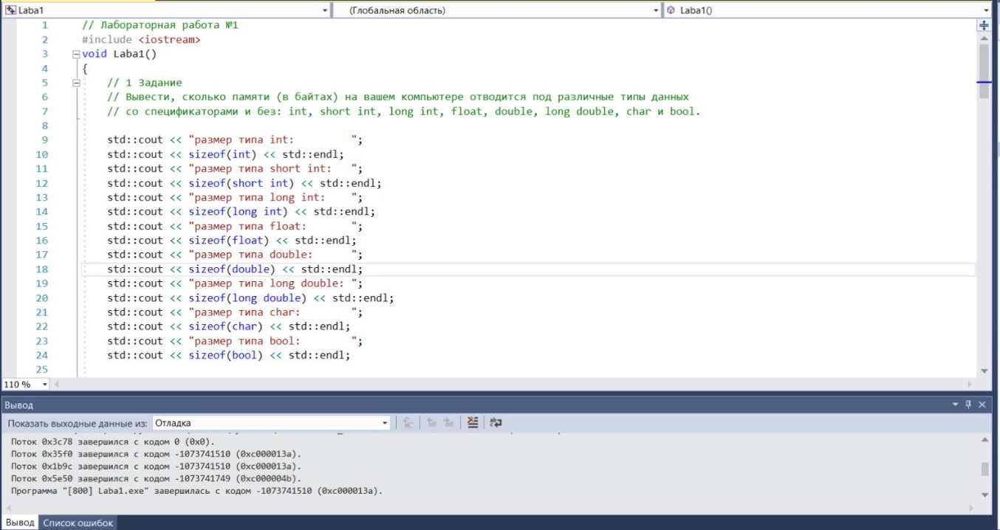 Laba1 (Глобальная область) Laba1()
1 // Лабораторная работа №1
2 #include <iostream>
3 void Laba1()
4 {
5 // 1 Задание
6 // Вывести, сколько памяти (в байтах) на вашем компьютере отводится под различные типы данных
7 // со спецификаторами и без: int, short int, long int, float, double, long double, char и bool.
8
9 std::cout << "размер типа int:         ";
10 std::cout << sizeof(int) << std::endl;
11 std::cout << "размер типа short int:   ";
12 std::cout << sizeof(short int) << std::endl;
13 std::cout << "размер типа long int:    ";
14 std::cout << sizeof(long int) << std::endl;
15 std::cout << "размер типа float:       ";
16 std::cout << sizeof(float) << std::endl;
17 std::cout << "размер типа double:      ";
18 std::cout << sizeof(double) << std::endl;
19 std::cout << "размер типа long double: ";
20 std::cout << sizeof(long double) << std::endl;
21 std::cout << "размер типа char:        ";
22 std::cout << sizeof(char) << std::endl;
23 std::cout << "размер типа bool:        ";
24 std::cout << sizeof(bool) << std::endl;
25
110 %
Вывод
Показать выходные данные из: Отладка
Поток 0x3c78 завершился с кодом 0 (0x0).
Поток 0x35f0 завершился с кодом -1073741510 (0xc000013a).
Поток 0x1b9c завершился с кодом -1073741510 (0xc000013a).
Поток 0x5e50 завершился с кодом -1073741749 (0xc000004b).
Программа "[800] Laba1.exe" завершилась с кодом -1073741510 (0xc000013a).
Вывод Список ошибок